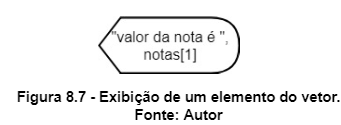 "valor da nota é ",
notas[1]
Figura 8.7 - Exibição de um elemento do vetor.
Fonte: Autor